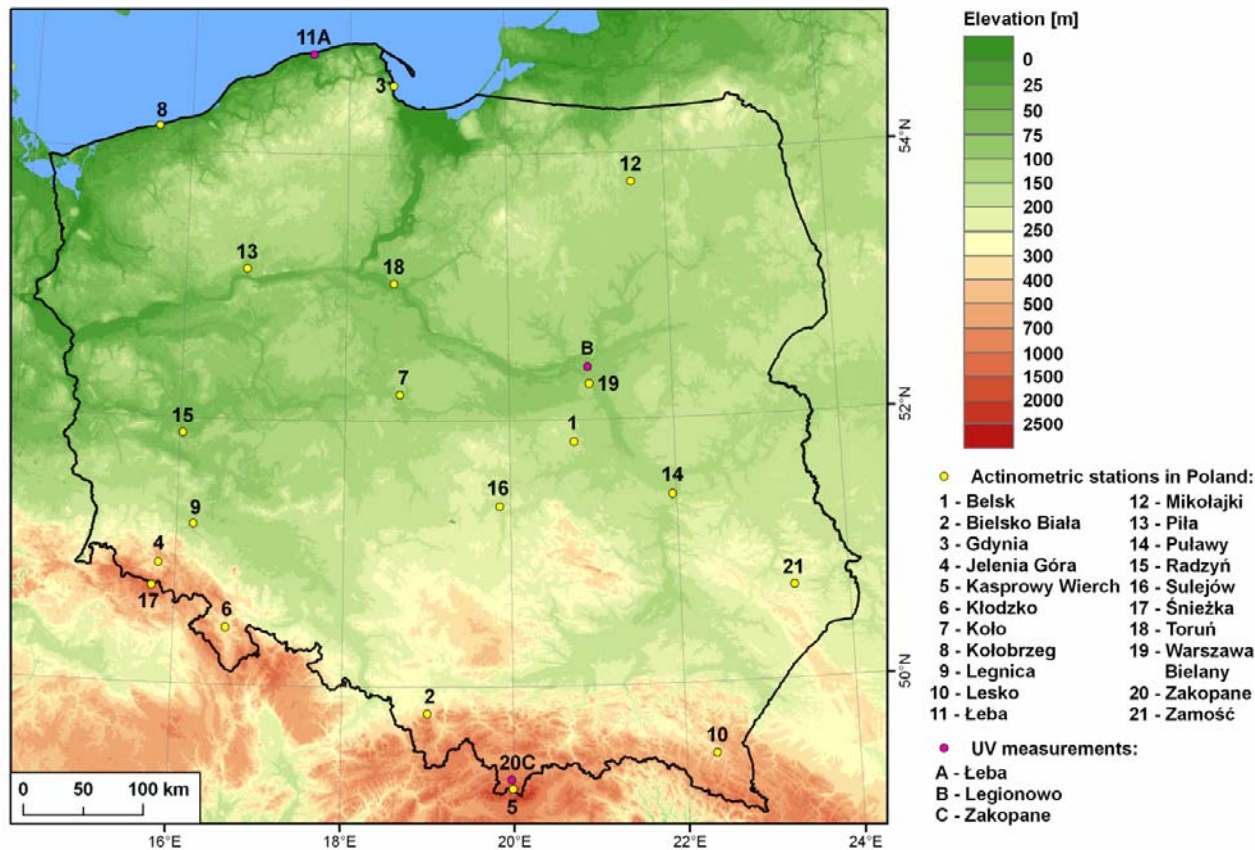 11A
3
8
12
13
18
B
19
7
15
1
14
16
9
4
17
21
6
2
10
20C
5
54°N
52°N
50°N
0 50 100 km
16°E 18°E 20°E 22°E 24°E
Elevation [m]
0
25
50
75
100
150
200
250
300
400
500
700
1000
1500
2000
2500
Actinometric stations in Poland:
1 - Belsk
2 - Bielsko Biała
3 - Gdynia
4 - Jelenia Góra
5 - Kasprowy Wierch
6 - Kłodzko
7 - Koło
8 - Kołobrzeg
9 - Legnica
10 - Lesko
11 - Łeba
12 - Mikołajki
13 - Piła
14 - Puławy
15 - Radzyń
16 - Sulejów
17 - Śnieżka
18 - Toruń
19 - Warszawa
Bielany
20 - Zakopane
21 - Zamość
UV measurements:
A - Łeba
B - Legionowo
C - Zakopane